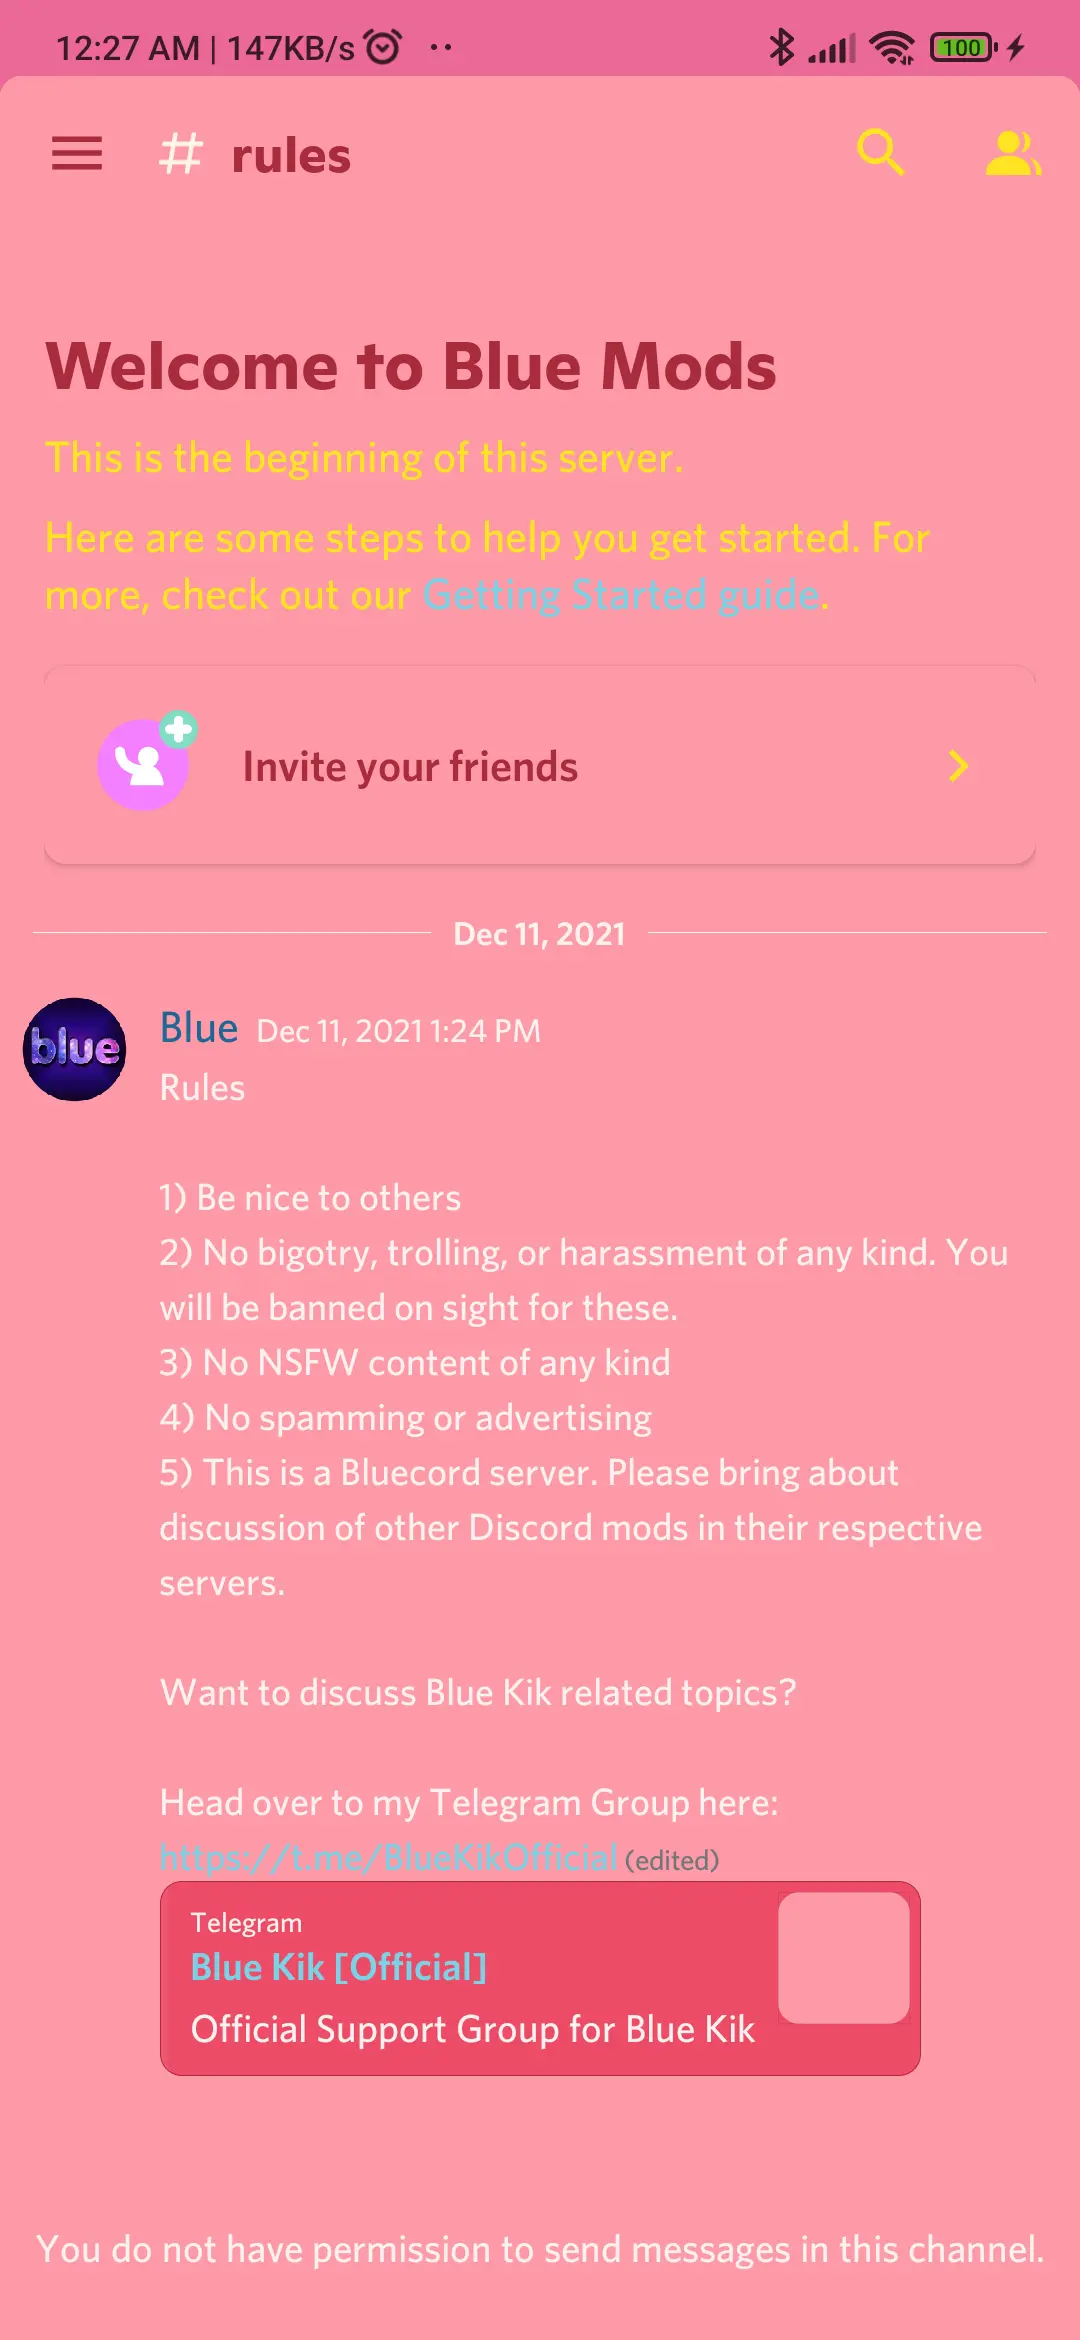 12:27 AM | 147KB/s
100
# rules
Welcome to Blue Mods
This is the beginning of this server.
Here are some steps to help you get started. For
more, check out our Getting Started guide.
Invite your friends
Dec 11, 2021
blue
Blue Dec 11, 2021 1:24 PM
Rules
1) Be nice to others
2) No bigotry, trolling, or harassment of any kind. You
will be banned on sight for these.
3) No NSFW content of any kind
4) No spamming or advertising
5) This is a Bluecord server. Please bring about
discussion of other Discord mods in their respective
servers.
Want to discuss Blue Kik related topics?
Head over to my Telegram Group here:
https://t.me/BlueKikOfficial (edited)
Telegram
Blue Kik [Official]
Official Support Group for Blue Kik
You do not have permission to send messages in this channel.